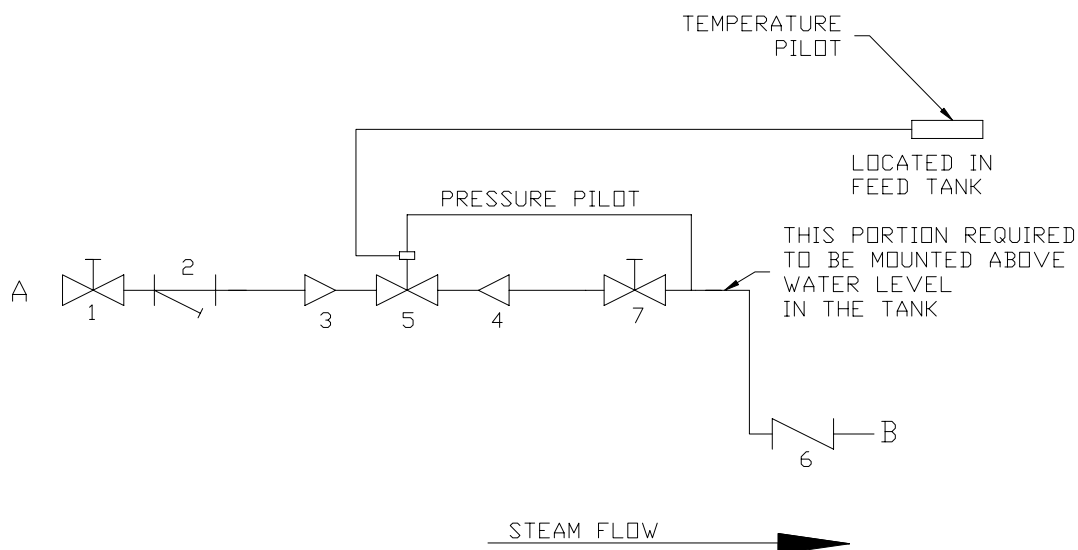 TEMPERATURE
PILOT
LOCATED IN
FEED TANK
PRESSURE PILOT
THIS PORTION REQUIRED
TO BE MOUNTED ABOVE
WATER LEVEL
IN THE TANK
A
1
2
3
5
4
7
B
6
STEAM FLOW